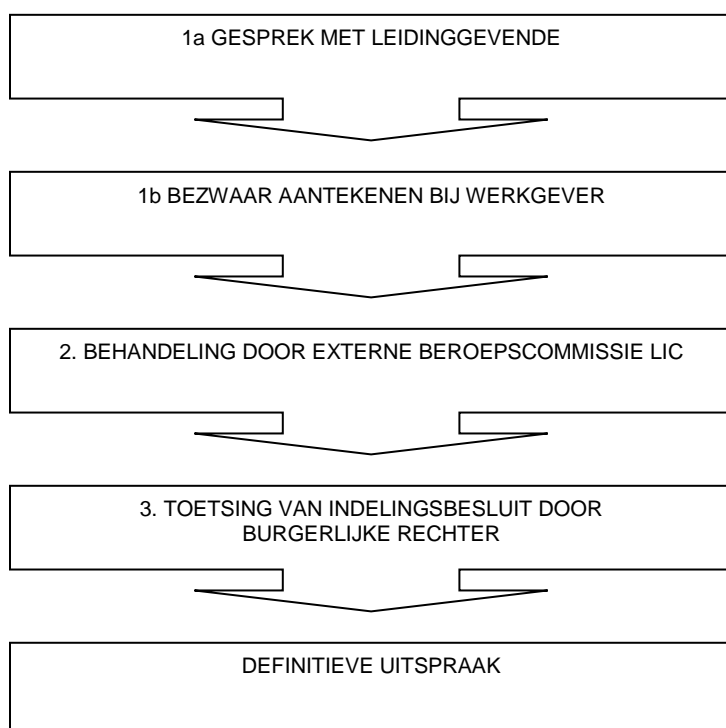 1a GESPREK MET LEIDINGGEVENDE
1b BEZWAAR AANTEKENEN BIJ WERKGEVER
2. BEHANDELING DOOR EXTERNE BEROEPSCOMMISSIE LIC
3. TOETSING VAN INDELINGSBESLUIT DOOR
BURGERLIJKE RECHTER
DEFINITIEVE UITSPRAAK